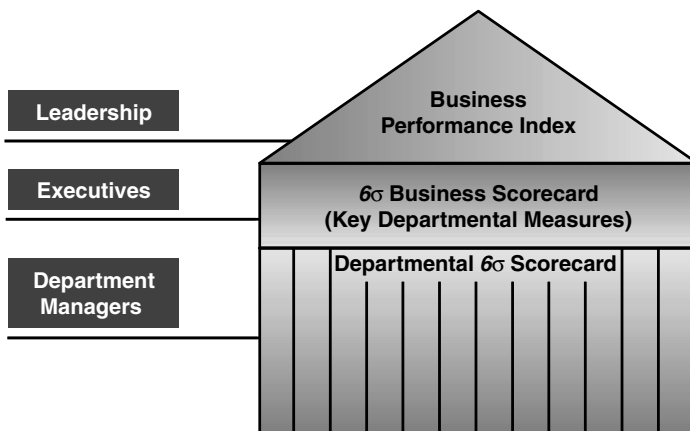 Leadership
Business
Performance Index
Executives
6σ Business Scorecard
(Key Departmental Measures)
Department
Managers
Departmental 6σ Scorecard